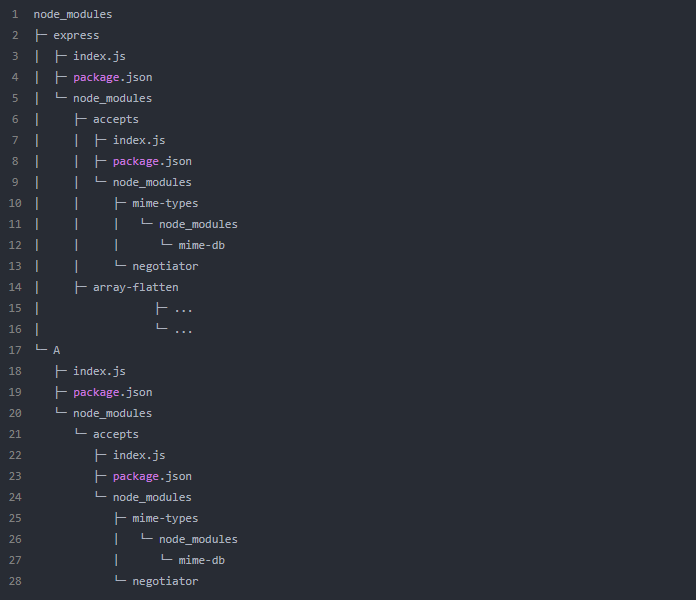 1 node_modules
2 ├─ express
3 │  ├─ index.js
4 │  ├─ package.json
5 │  └─ node_modules
6 │     ├─ accepts
7 │     │  ├─ index.js
8 │     │  ├─ package.json
9 │     │  └─ node_modules
10 │     │     ├─ mime-types
11 │     │     │   └─ node_modules
12 │     │     │      └─ mime-db
13 │     │     └─ negotiator
14 │     ├─ array-flatten
15 │                 ├─ ...
16 │                 └─ ...
17 └─ A
18    ├─ index.js
19    ├─ package.json
20    └─ node_modules
21       └─ accepts
22          ├─ index.js
23          ├─ package.json
24          └─ node_modules
25             ├─ mime-types
26             │   └─ node_modules
27             │      └─ mime-db
28             └─ negotiator